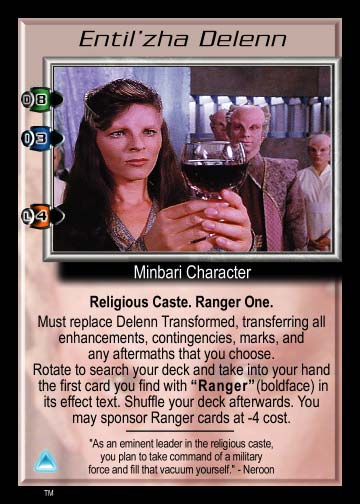 Entil'zha Delenn
D 8
I 3
L 4
Minbari Character
Religious Caste. Ranger One.
Must replace Delenn Transformed, transferring all
enhancements, contingencies, marks, and
any aftermaths that you choose.
Rotate to search your deck and take into your hand
the first card you find with "Ranger"(boldface) in
its effect text. Shuffle your deck afterwards. You
may sponsor Ranger cards at -4 cost.
"As an eminent leader in the religious caste,
you plan to take command of a military
force and fill that vacuum yourself." - Neroon
TM